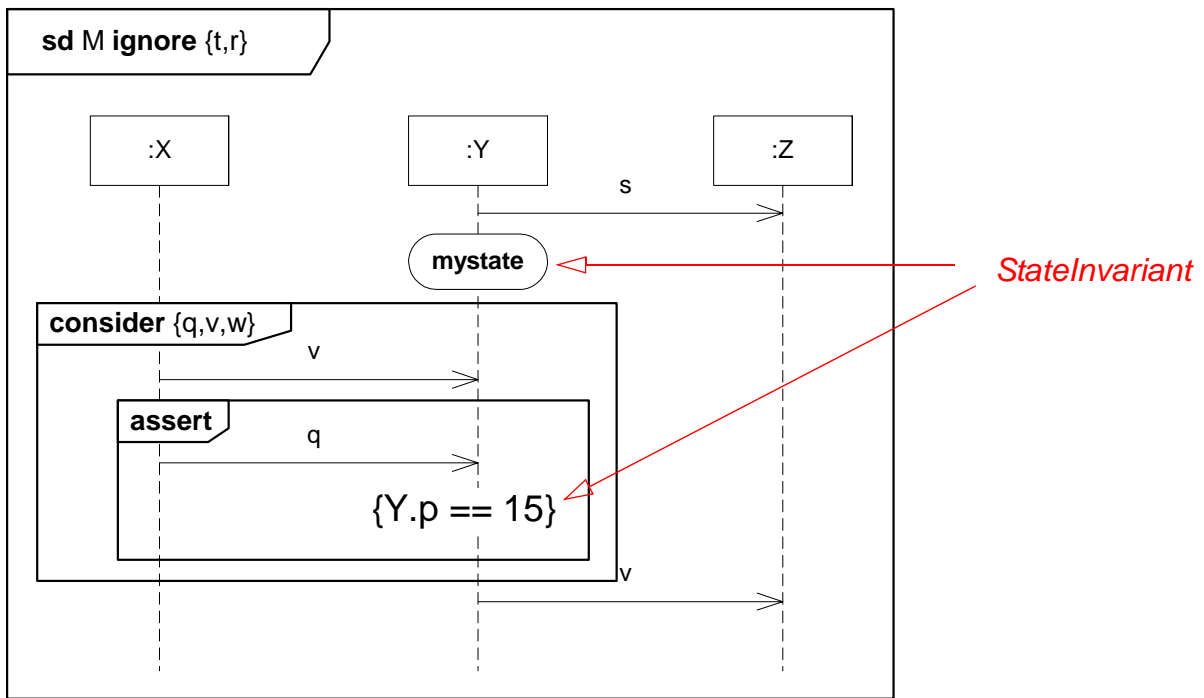 sd M ignore {t,r}
:X
:Y
:Z
s
mystate
StateInvariant
consider {q,v,w}
v
assert
q
{Y.p == 15}
v